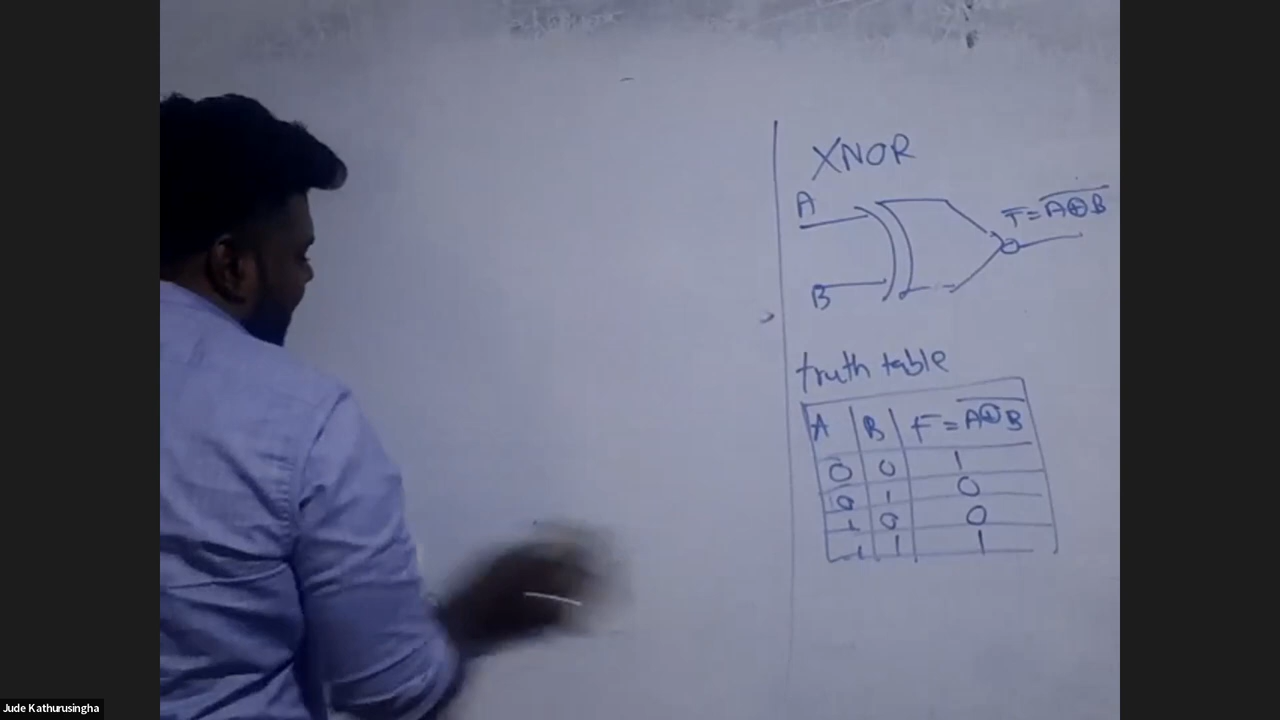 XNOR
A
F = A⊕B
B
truth table
A B F = A⊕B
0 0 1
0 1 0
1 0 0
1 1 1
Jude Kathurusingha